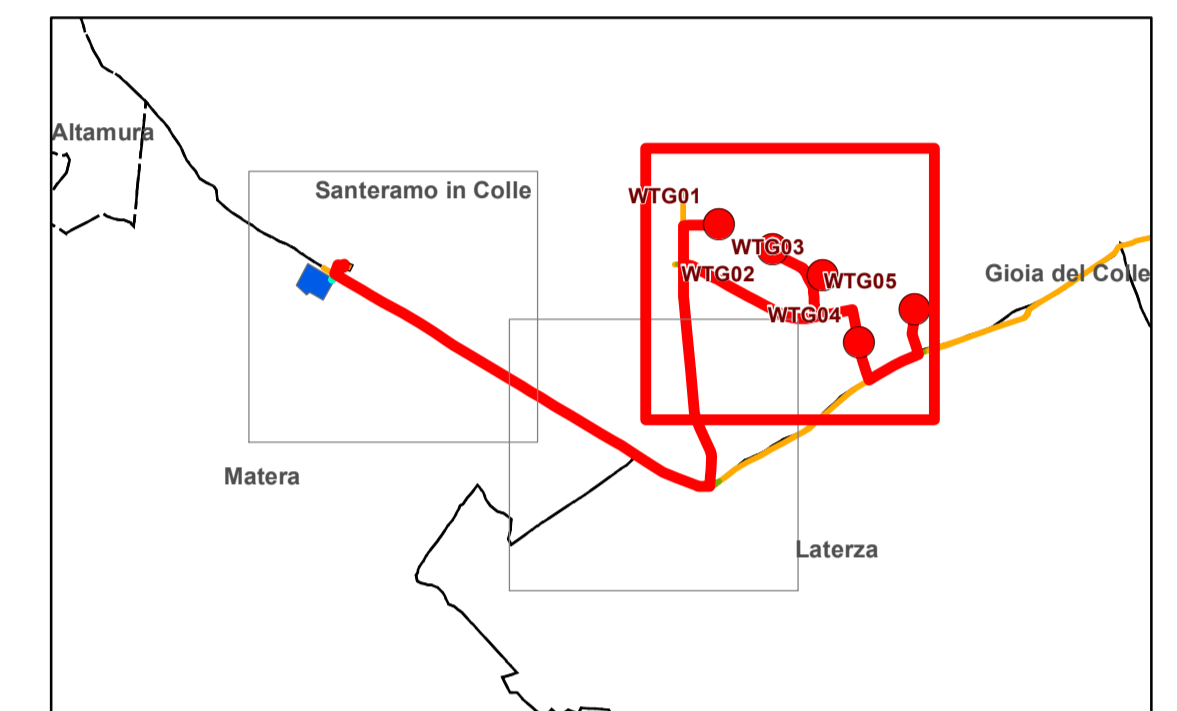 Altamura
Santeramo in Colle
WTG01
WTG03
WTG02
WTG05
Gioia del Colle
WTG04
Matera
Laterza